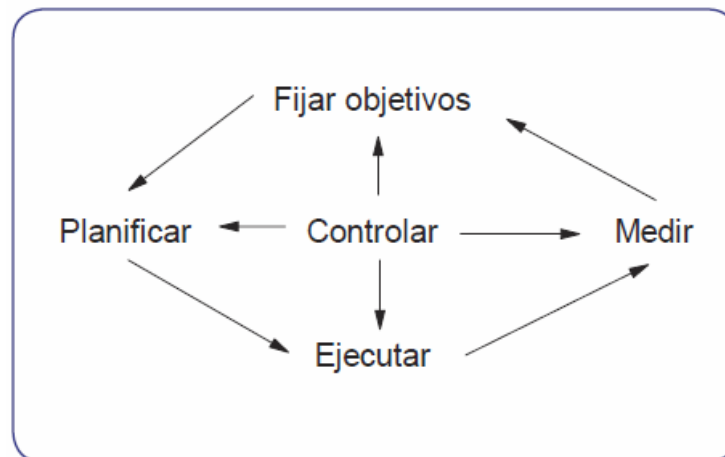 Fijar objetivos
Planificar
Controlar
Medir
Ejecutar